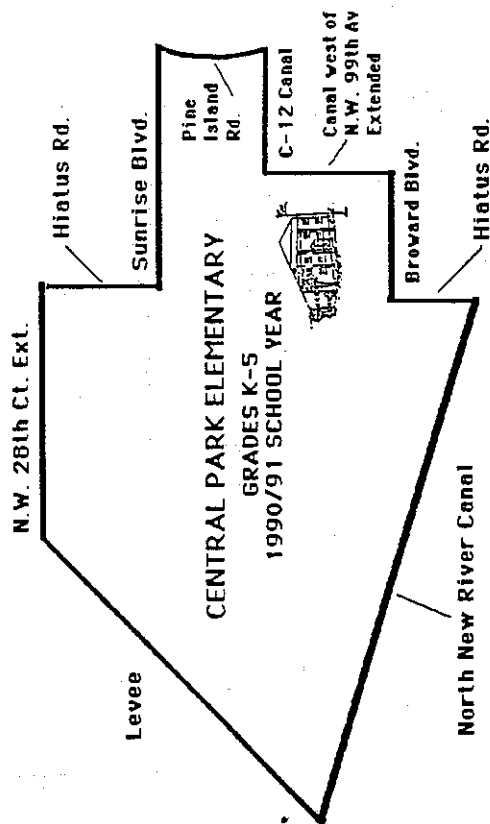 N.W. 28th Ct. Ext.
Hiatus Rd.
Sunrise Blvd.
Pine
Island
Rd.
C-12 Canal
Canal west of
N.W. 99th Av
Extended
Broward Blvd.
Hiatus Rd.
North New River Canal
Levee
CENTRAL PARK ELEMENTARY
GRADES K-5
1990/91 SCHOOL YEAR